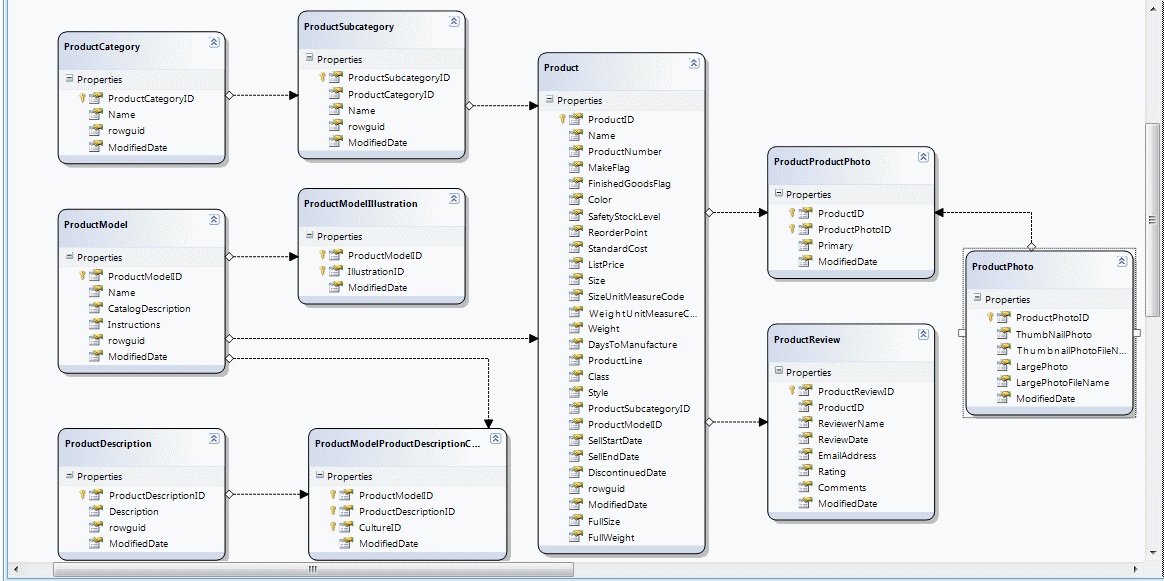 ProductCategory
Properties
ProductCategoryID
Name
rowguid
ModifiedDate
ProductSubcategory
Properties
ProductSubcategoryID
ProductCategoryID
Name
rowguid
ModifiedDate
ProductModel
Properties
ProductModelID
Name
CatalogDescription
Instructions
rowguid
ModifiedDate
ProductModelIllustration
Properties
ProductModelID
IllustrationID
ModifiedDate
ProductDescription
Properties
ProductDescriptionID
Description
rowguid
ModifiedDate
ProductModelProductDescriptionC...
Properties
ProductModelID
ProductDescriptionID
CultureID
ModifiedDate
Product
Properties
ProductID
Name
ProductNumber
MakeFlag
FinishedGoodsFlag
Color
SafetyStockLevel
ReorderPoint
StandardCost
ListPrice
Size
SizeUnitMeasureCode
WeightUnitMeasureC...
Weight
DaysToManufacture
ProductLine
Class
Style
ProductSubcategoryID
ProductModelID
SellStartDate
SellEndDate
DiscontinuedDate
rowguid
ModifiedDate
FullSize
FullWeight
ProductProductPhoto
Properties
ProductID
ProductPhotoID
Primary
ModifiedDate
ProductReview
Properties
ProductReviewID
ProductID
ReviewerName
ReviewDate
EmailAddress
Rating
Comments
ModifiedDate
ProductPhoto
Properties
ProductPhotoID
ThumbNailPhoto
ThumbnailPhotoFileN...
LargePhoto
LargePhotoFileName
ModifiedDate